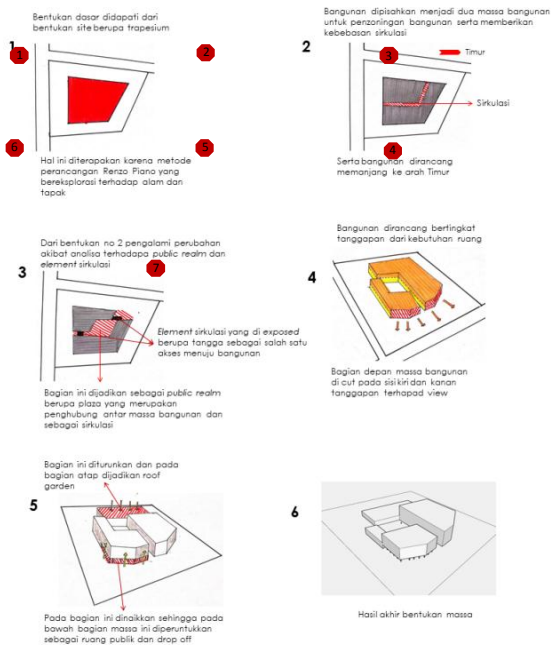 Bentukan dasar didapati dari
bentukan site berupa trapesium
1
1
2
6
5
Hal ini diterapakan karena metode
perancangan Renzo Piano yang
bereksplorasi terhadap alam dan
tapak
Bangunan dipisahkan menjadi dua massa bangunan
untuk perzoningan bangunan serta memberikan
kebebasan sirkulasi
2
3
Timur
Sirkulasi
4
Serta bangunan dirancang
memanjang ke arah Timur
Dari bentukan no 2 pengalami perubahan
akibat analisa terhadapa public realm dan
element sirkulasi
7
3
Element sirkulasi yang di exposed
berupa tangga sebagai salah satu
akses menuju bangunan
Bagian ini dijadikan sebagai public realm
berupa plaza yang merupakan
penghubung antar massa bangunan dan
sebagai sirkulasi
Bangunan dirancang bertingkat
tanggapan dari kebutuhan ruang
4
Bagian depan massa bangunan
di cut pada sisi kiri dan kanan
tanggapan terhapad view
Bagian ini diturunkan dan pada
bagian atap dijadikan roof
garden
5
Pada bagian ini dinaikkan sehingga pada
bawah bagian massa ini diperuntukkan
sebagai ruang publik dan drop off
6
Hasil akhir bentukan massa